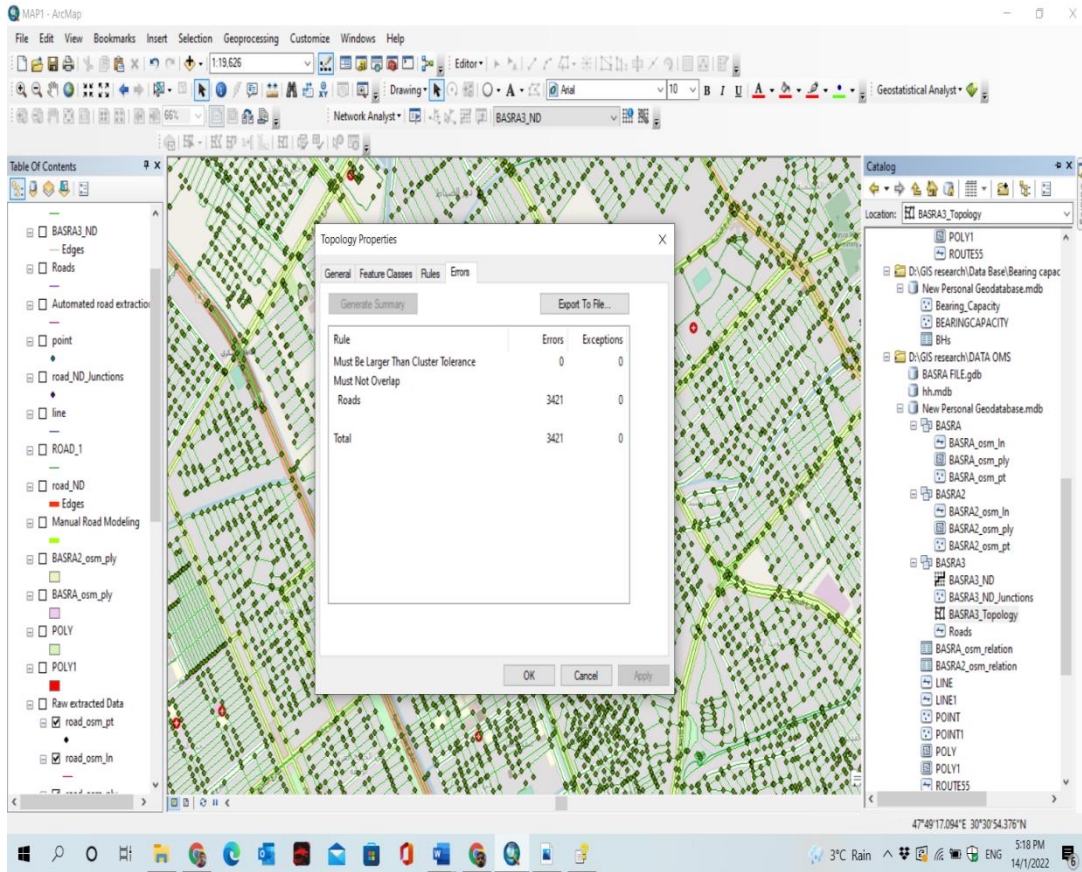 MAP1 - ArcMap
File Edit View Bookmarks Insert Selection Geoprocessing Customize Windows Help
1:19,626
Editor
Drawing
A
Arial
10
B I U A
Geostatistical Analyst
66%
Network Analyst
BASRA3_ND
Table Of Contents
BASRA3_ND
Edges
Roads
Automated road extraction
point
road_ND_Junctions
line
ROAD_1
road_ND
Edges
Manual Road Modeling
BASRA2_osm_ply
BASRA_osm_ply
POLY
POLY1
Raw extracted Data
road_osm_pt
road_osm_ln
Topology Properties
General Feature Classes Rules Errors
Generate Summary Export To File...
Rule Errors Exceptions
Must Be Larger Than Cluster Tolerance 0 0
Must Not Overlap
Roads 3421 0
Total 3421 0
OK Cancel Apply
Catalog
Location: BASRA3_Topology
POLY1
ROUTE55
D:\GIS research\Data Base\Bearing capac
New Personal Geodatabase.mdb
Bearing_Capacity
BEARINGCAPACITY
BHs
D:\GIS research\DATA OMS
BASRA FILE.gdb
hh.mdb
New Personal Geodatabase.mdb
BASRA
BASRA_osm_ln
BASRA_osm_ply
BASRA_osm_pt
BASRA2
BASRA2_osm_ln
BASRA2_osm_ply
BASRA2_osm_pt
BASRA3
BASRA3_ND
BASRA3_ND_Junctions
BASRA3_Topology
Roads
BASRA_osm_relation
BASRA2_osm_relation
LINE
LINE1
POINT
POINT1
POLY
POLY1
ROUTE55
47°49'17.094"E 30°30'54.376"N
3°C Rain ENG 5:18 PM
14/1/2022
6